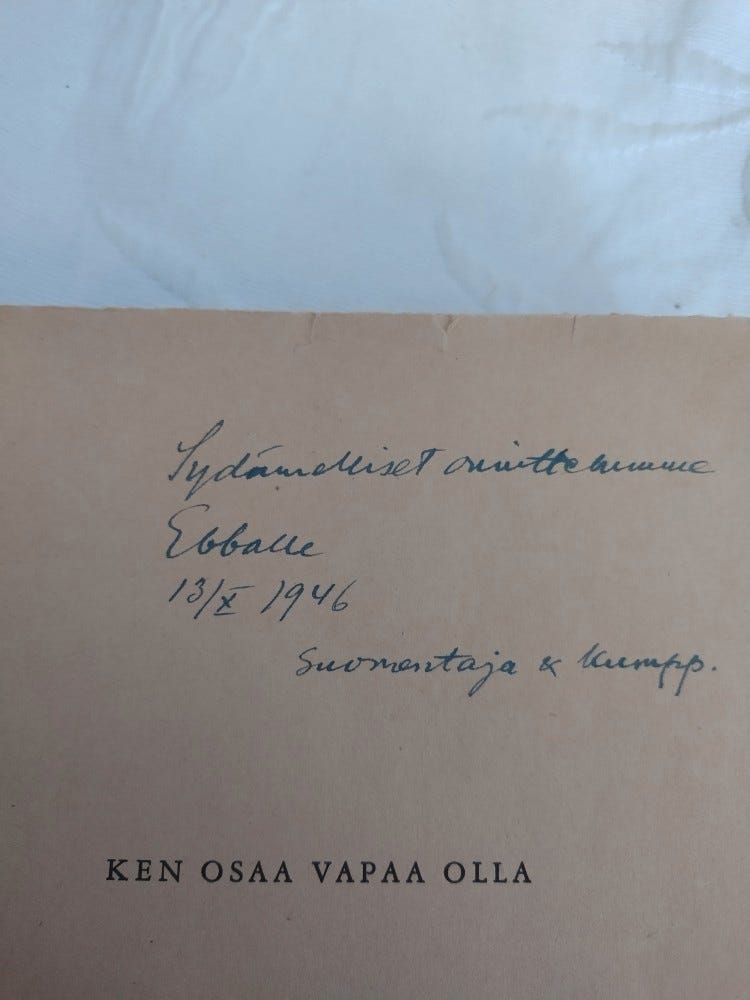 Sydämelliset onnittelumme
Ebballe
13/X 1946
Suomentaja & Kumpp.
KEN OSAA VAPAA OLLA